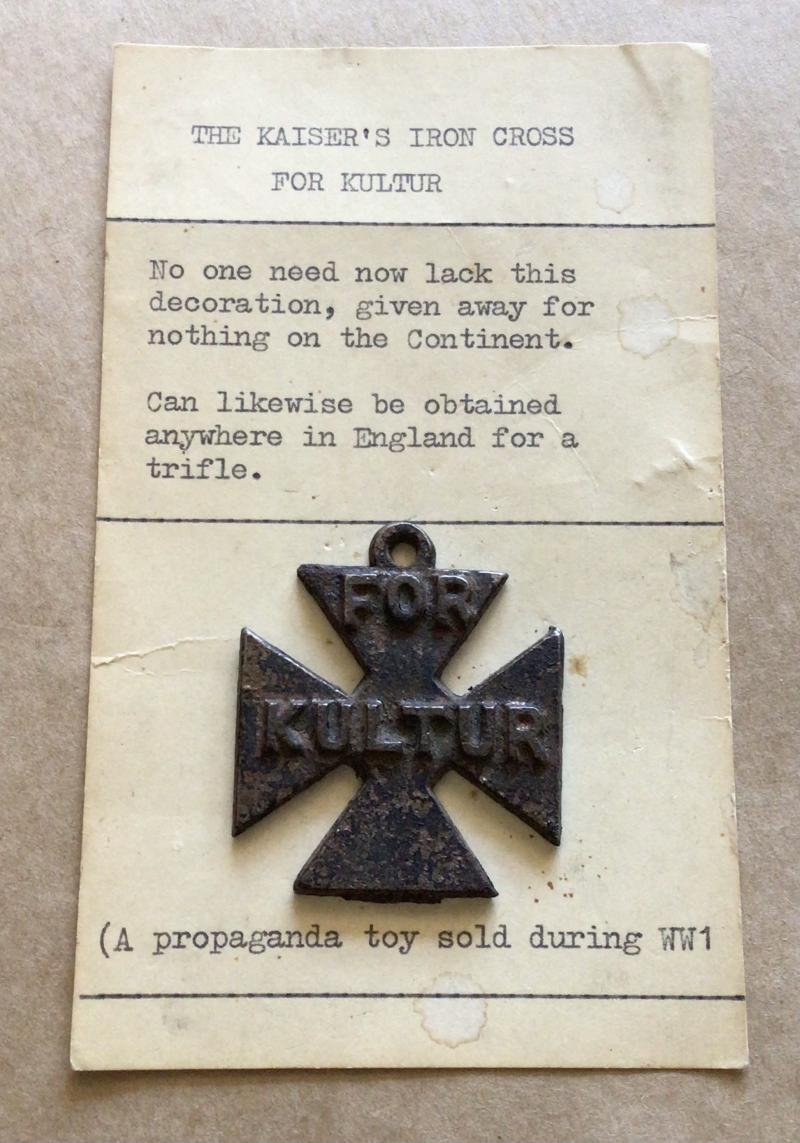 THE KAISER'S IRON CROSS
FOR KULTUR
No one need now lack this
decoration, given away for
nothing on the Continent.
Can likewise be obtained
anywhere in England for a
trifle.
FOR
KULTUR
(A propaganda toy sold during WW1